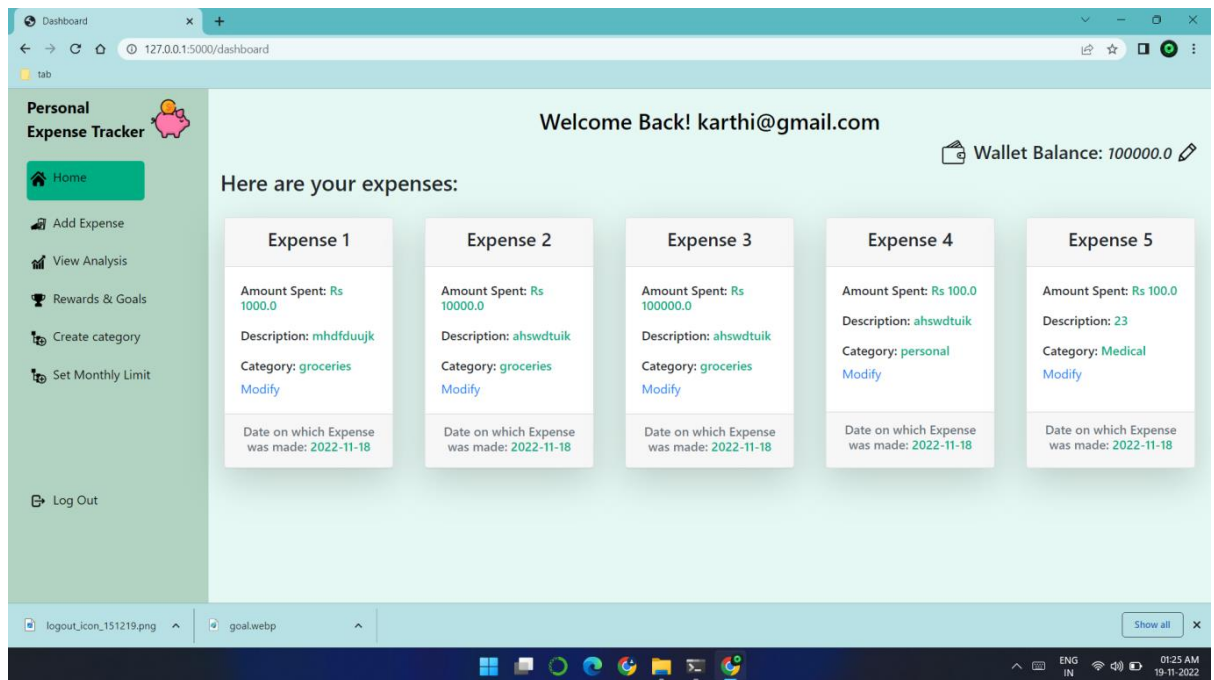 Dashboard
127.0.0.1:5000/dashboard
tab
Personal
Expense Tracker
Home
Add Expense
View Analysis
Rewards & Goals
Create category
Set Monthly Limit
Log Out
Welcome Back! karthi@gmail.com
Wallet Balance: 100000.0
Here are your expenses:
Expense 1
Amount Spent: Rs
1000.0
Description: mhdfduujk
Category: groceries
Modify
Date on which Expense
was made: 2022-11-18
Expense 2
Amount Spent: Rs
10000.0
Description: ahswdtuik
Category: groceries
Modify
Date on which Expense
was made: 2022-11-18
Expense 3
Amount Spent: Rs
100000.0
Description: ahswdtuik
Category: groceries
Modify
Date on which Expense
was made: 2022-11-18
Expense 4
Amount Spent: Rs 100.0
Description: ahswdtuik
Category: personal
Modify
Date on which Expense
was made: 2022-11-18
Expense 5
Amount Spent: Rs 100.0
Description: 23
Category: Medical
Modify
Date on which Expense
was made: 2022-11-18
logout_icon_151219.png
goal.webp
Show all
ENG
IN
01:25 AM
19-11-2022